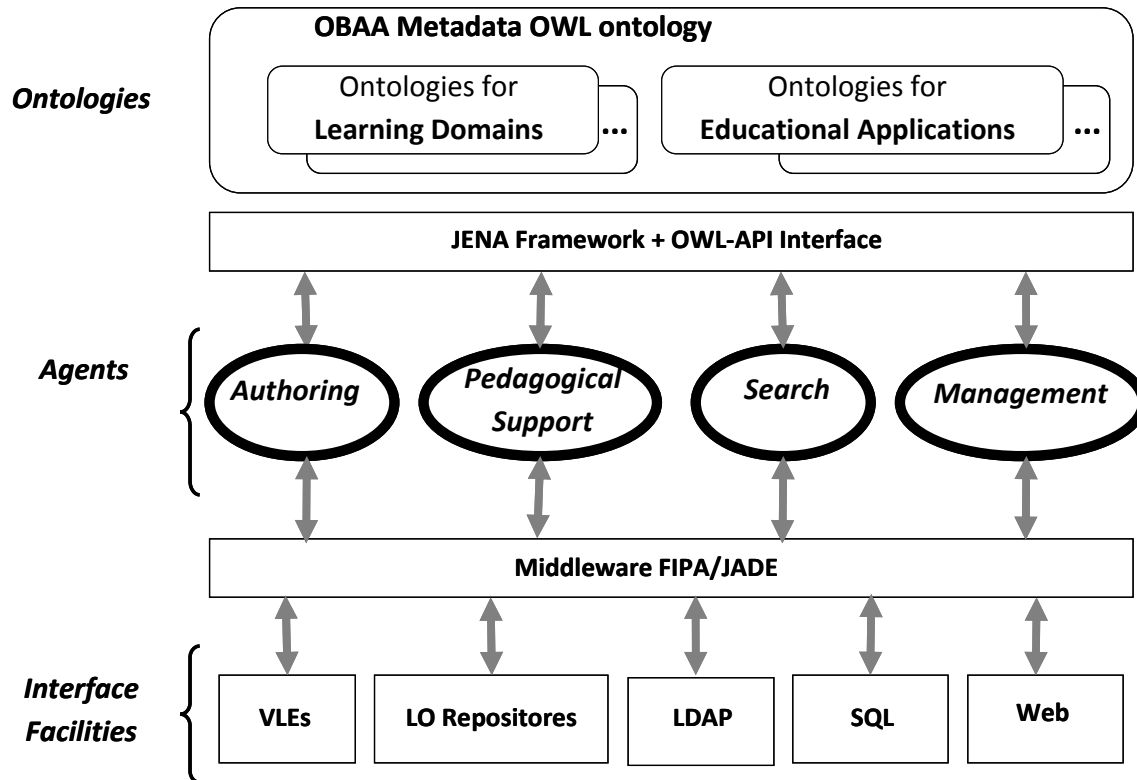 OBAA Metadata OWL ontology
Ontologies
Ontologies for
Learning Domains
...
Ontologies for
Educational Applications
...
JENA Framework + OWL-API Interface
Agents
Authoring
Pedagogical
Support
Search
Management
Middleware FIPA/JADE
Interface
Facilities
VLEs
LO Repositores
LDAP
SQL
Web